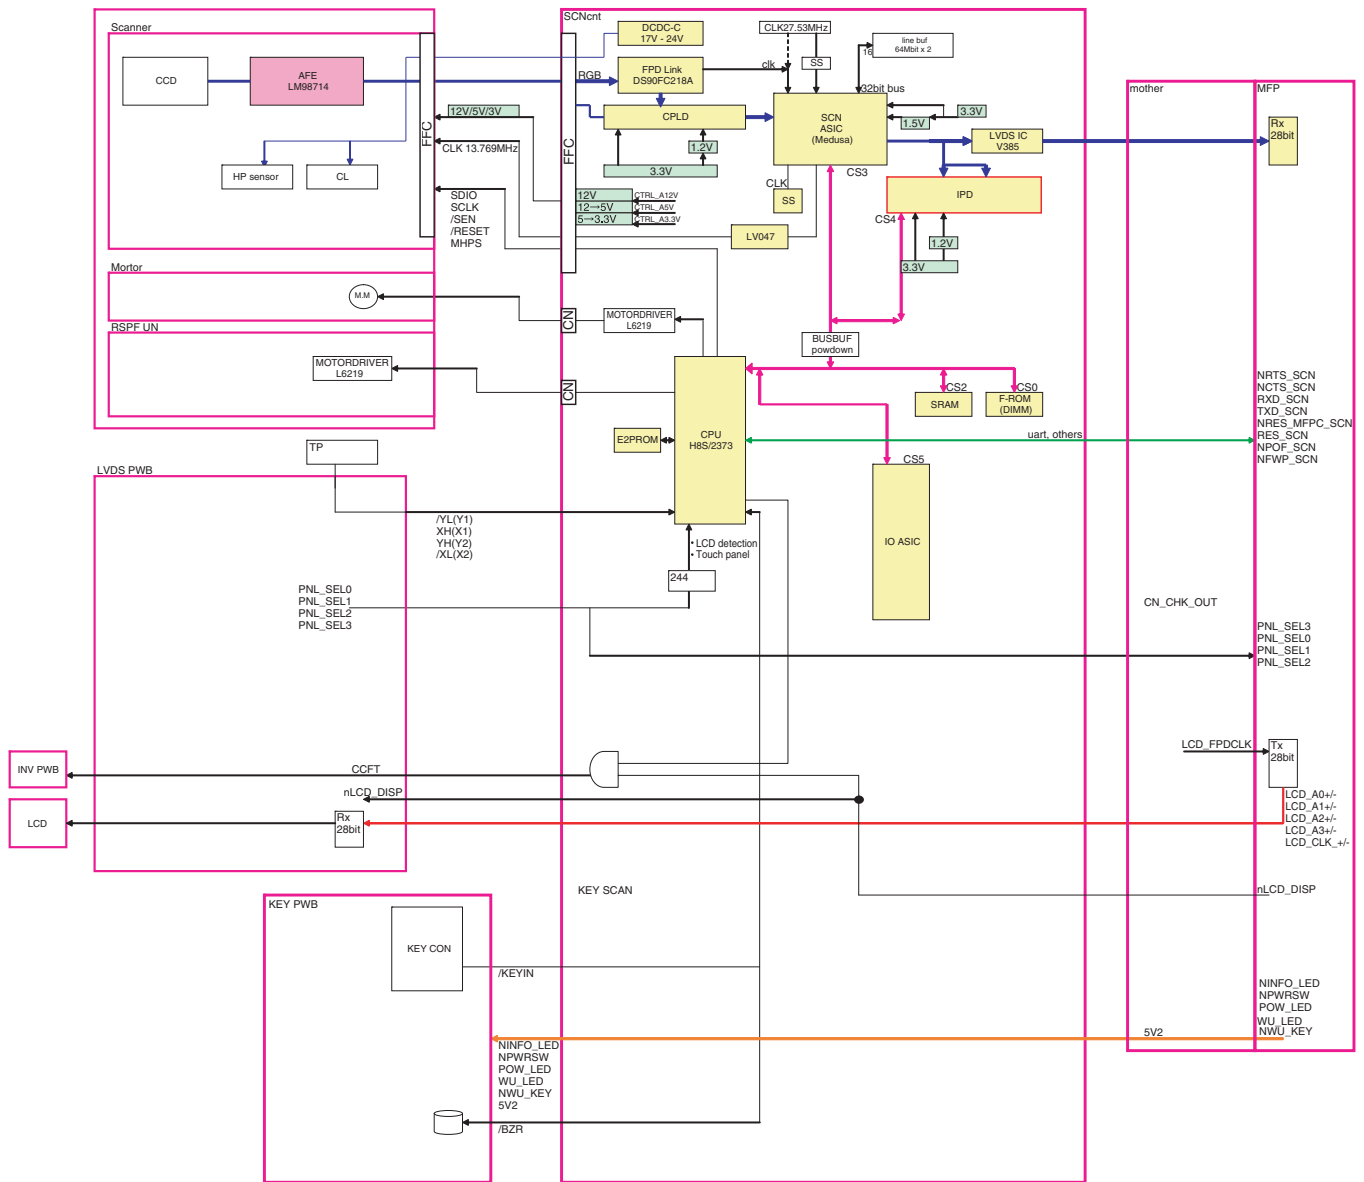 SCNcnt
Scanner
CCD
AFE
LM98714
HP sensor
CL
FFC
12V/5V/3V
CLK 13.769MHz
SDIO
SCLK
/SEN
/RESET
MHPS
FFC
RGB
DCDC-C
17V - 24V
FPD Link
DS90FC218A
CPLD
1.2V
3.3V
12V
12→5V
5→3.3V
CTRL_A12V
CTRL_A5V
CTRL_A3.3V
CLK27.53MHz
clk
SS
16
line buf
64Mbit x 2
32bit bus
SCN
ASIC
(Medusa)
CS3
CLK
SS
LV047
3.3V
1.5V
LVDS IC
V385
IPD
CS4
1.2V
3.3V
mother
MFP
Rx
28bit
Mortor
M.M
CN
MOTORDRIVER
L6219
RSPF UN
MOTORDRIVER
L6219
CN
BUSBUF
powdown
CS2
SRAM
CS0
F-ROM
(DIMM)
E2PROM
CPU
H8S/2373
uart, others
NRTS_SCN
NCTS_SCN
RXD_SCN
TXD_SCN
NRES_MFPC_SCN
RES_SCN
NPOF_SCN
NFWP_SCN
CS5
IO ASIC
TP
LVDS PWB
/YL(Y1)
XH(X1)
YH(Y2)
/XL(X2)
• LCD detection
• Touch panel
244
PNL_SEL0
PNL_SEL1
PNL_SEL2
PNL_SEL3
CN_CHK_OUT
PNL_SEL3
PNL_SEL0
PNL_SEL1
PNL_SEL2
INV PWB
CCFT
nLCD_DISP
LCD
Rx
28bit
LCD_FPDCLK
Tx
28bit
LCD_A0+/-
LCD_A1+/-
LCD_A2+/-
LCD_A3+/-
LCD_CLK_+/-
nLCD_DISP
KEY SCAN
KEY PWB
KEY CON
/KEYIN
NINFO_LED
NPWRSW
POW_LED
WU_LED
NWU_KEY
5V2
NINFO_LED
NPWRSW
POW_LED
WU_LED
NWU_KEY
5V2
/BZR